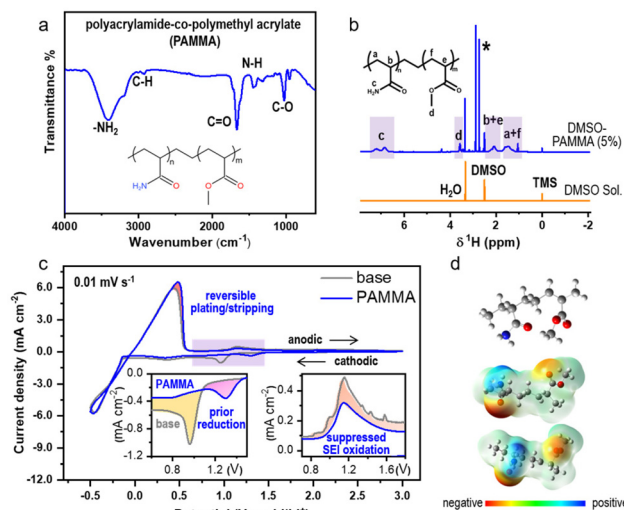 a
polyacrylamide-co-polymethyl acrylate
(PAMMA)
Transmittance %
N-H
C-H
C-O
C=O
-NH2
n
m
H2N
O
O
O
4000
3000
2000
1000
Wavenumber (cm-1)
b
a
f
*
b
n
e
m
c
H2N
O
O
O
d
b+e
c
d
a+f
DMSO-
PAMMA (5%)
DMSO
H2O
TMS
DMSO Sol.
8
6
4
2
0
-2
δ 1H (ppm)
c
0.01 mV s-1
base
PAMMA
reversible
plating/stripping
anodic
cathodic
Current density (mA cm-2)
6.0
3.0
0.0
-3.0
-6.0
-9.0
12.0
(mA cm-2)
0.0
-0.4
-0.8
-1.2
PAMMA
base
prior
reduction
0.8
1.2
(V)
(mA cm-2)
0.4
0.2
0.0
suppressed
SEI oxidation
0.8
1.2
1.6
(V)
-0.5
0.0
0.5
1.0
1.5
2.0
2.5
3.0
d
negative
positive